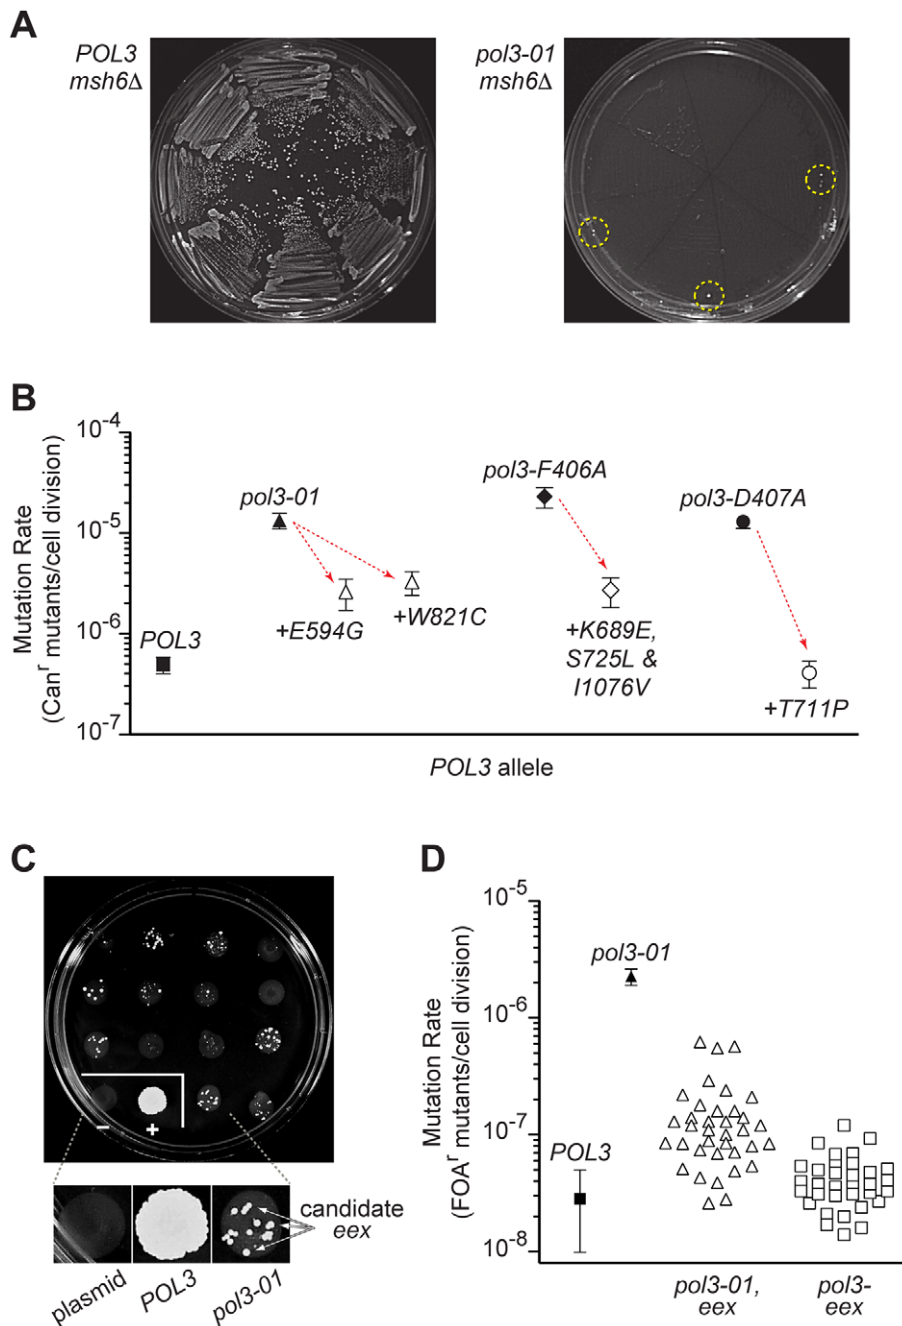 A
POL3
msh6Δ
pol3-01
msh6Δ
B
Mutation Rate
(Canʳ mutants/cell division)
10⁻⁴
10⁻⁵
10⁻⁶
10⁻⁷
POL3
pol3-01
+E594G
+W821C
pol3-F406A
+K689E,
S725L &
I1076V
pol3-D407A
+T711P
POL3 allele
C
–
+
candidate
eex
plasmid
POL3
pol3-01
D
Mutation Rate
(FOAʳ mutants/cell division)
10⁻⁵
10⁻⁶
10⁻⁷
10⁻⁸
POL3
pol3-01
pol3-01,
eex
pol3-
eex